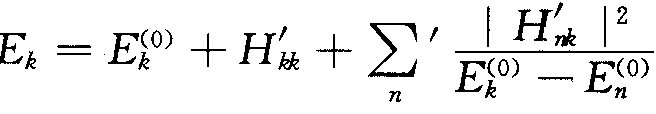 E_k = E_k^{(0)} + H'_{kk} + \sum_n ' \frac{| H'_{nk} |^2}{E_k^{(0)} - E_n^{(0)}}